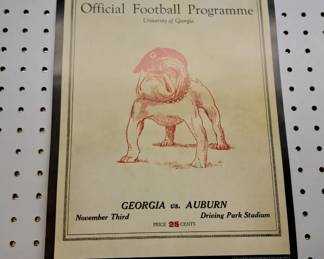 Official Football Programme
University of Georgia
GEORGIA vs. AUBURN
November Third Driving Park Stadium
PRICE 25 CENTS